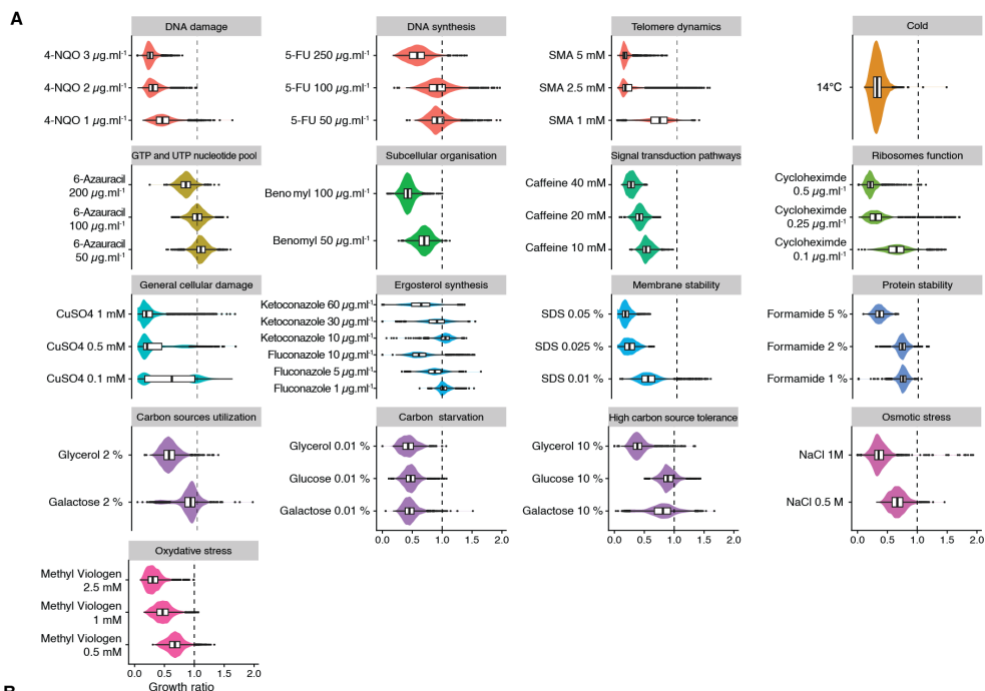 A
DNA damage
4-NQO 3 µg.ml-1
4-NQO 2 µg.ml-1
4-NQO 1 µg.ml-1
DNA synthesis
5-FU 250 µg.ml-1
5-FU 100 µg.ml-1
5-FU 50 µg.ml-1
Telomere dynamics
SMA 5 mM
SMA 2.5 mM
SMA 1 mM
Cold
14°C
GTP and UTP nucleotide pool
6-Azauracil
200 µg.ml-1
6-Azauracil
100 µg.ml-1
6-Azauracil
50 µg.ml-1
Subcellular organisation
Benomyl 100 µg.ml-1
Benomyl 50 µg.ml-1
Signal transduction pathways
Caffeine 40 mM
Caffeine 20 mM
Caffeine 10 mM
Ribosomes function
Cycloheximde
0.5 µg.ml-1
Cycloheximde
0.25 µg.ml-1
Cycloheximde
0.1 µg.ml-1
General cellular damage
CuSO4 1 mM
CuSO4 0.5 mM
CuSO4 0.1 mM
Ergosterol synthesis
Ketoconazole 60 µg.ml-1
Ketoconazole 30 µg.ml-1
Ketoconazole 10 µg.ml-1
Fluconazole 10 µg.ml-1
Fluconazole 5 µg.ml-1
Fluconazole 1 µg.ml-1
Membrane stability
SDS 0.05 %
SDS 0.025 %
SDS 0.01 %
Protein stability
Formamide 5 %
Formamide 2 %
Formamide 1 %
Carbon sources utilization
Glycerol 2 %
Galactose 2 %
Carbon starvation
Glycerol 0.01 %
Glucose 0.01 %
Galactose 0.01 %
0.0 0.5 1.0 1.5 2.0
High carbon source tolerance
Glycerol 10 %
Glucose 10 %
Galactose 10 %
0.0 0.5 1.0 1.5 2.0
Osmotic stress
NaCl 1M
NaCl 0.5 M
0.0 0.5 1.0 1.5 2.0
Oxydative stress
Methyl Viologen
2.5 mM
Methyl Viologen
1 mM
Methyl Viologen
0.5 mM
0.0 0.5 1.0 1.5 2.0
Growth ratio